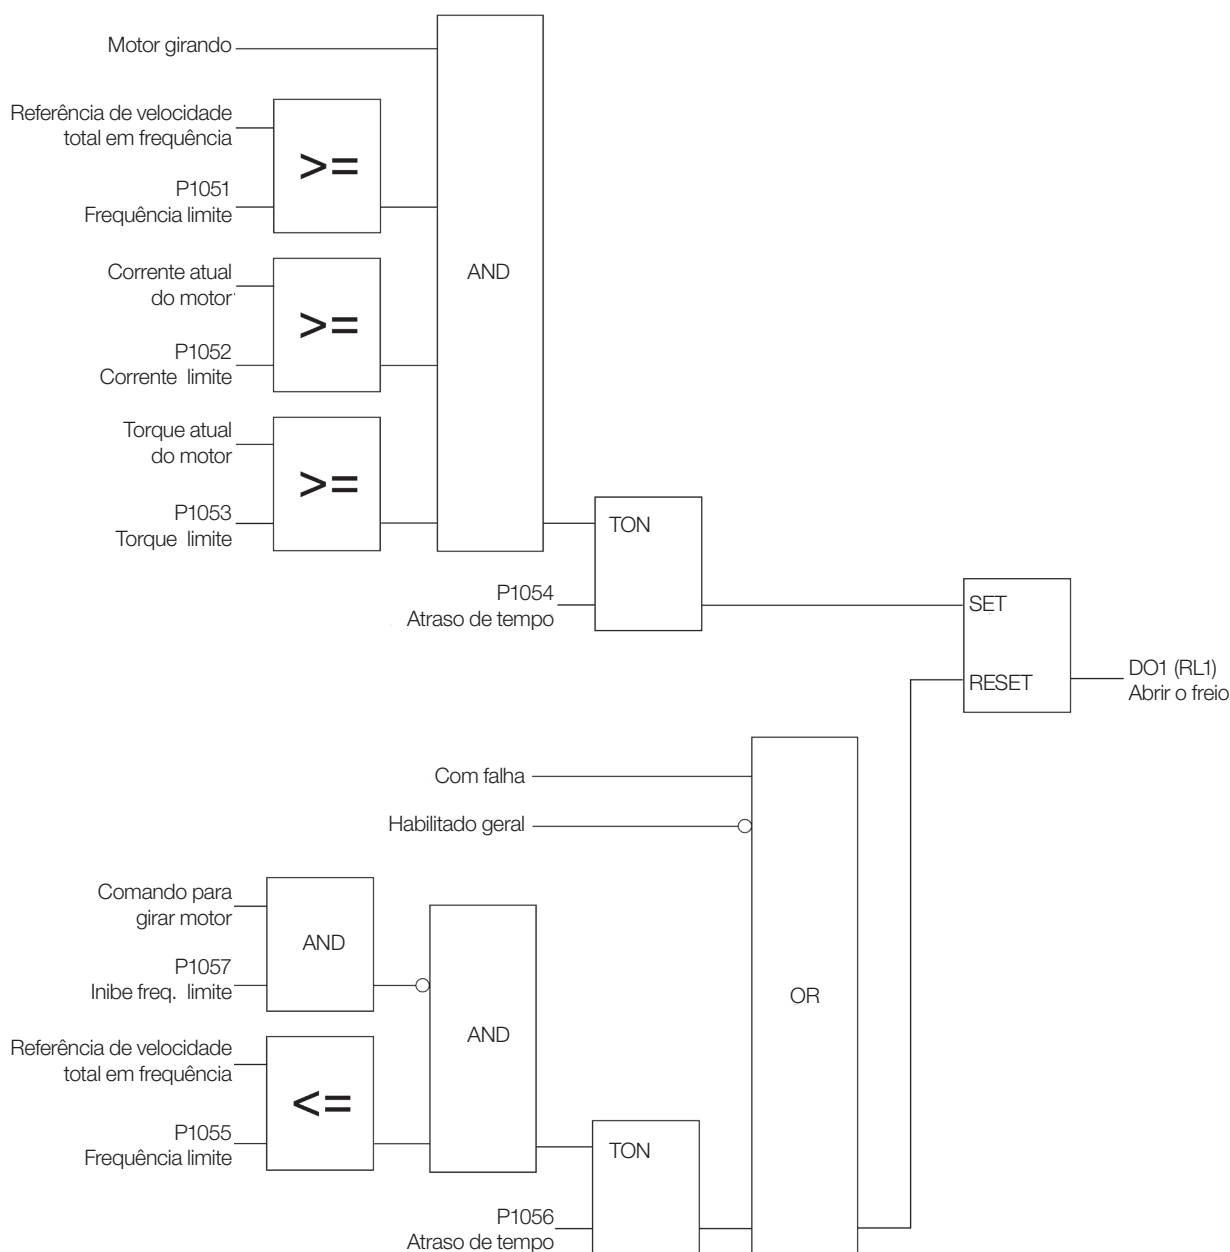 Motor girando
Referência de velocidade
total em frequência
>=
P1051
Frequência limite
Corrente atual
do motor
>=
AND
P1052
Corrente limite
Torque atual
do motor
>=
P1053
Torque limite
TON
P1054
Atraso de tempo
SET
RESET
DO1 (RL1)
Abrir o freio
Com falha
Habilitado geral
Comando para
girar motor
AND
P1057
Inibe freq. limite
OR
AND
Referência de velocidade
total em frequência
<=
P1055
Frequência limite
TON
P1056
Atraso de tempo